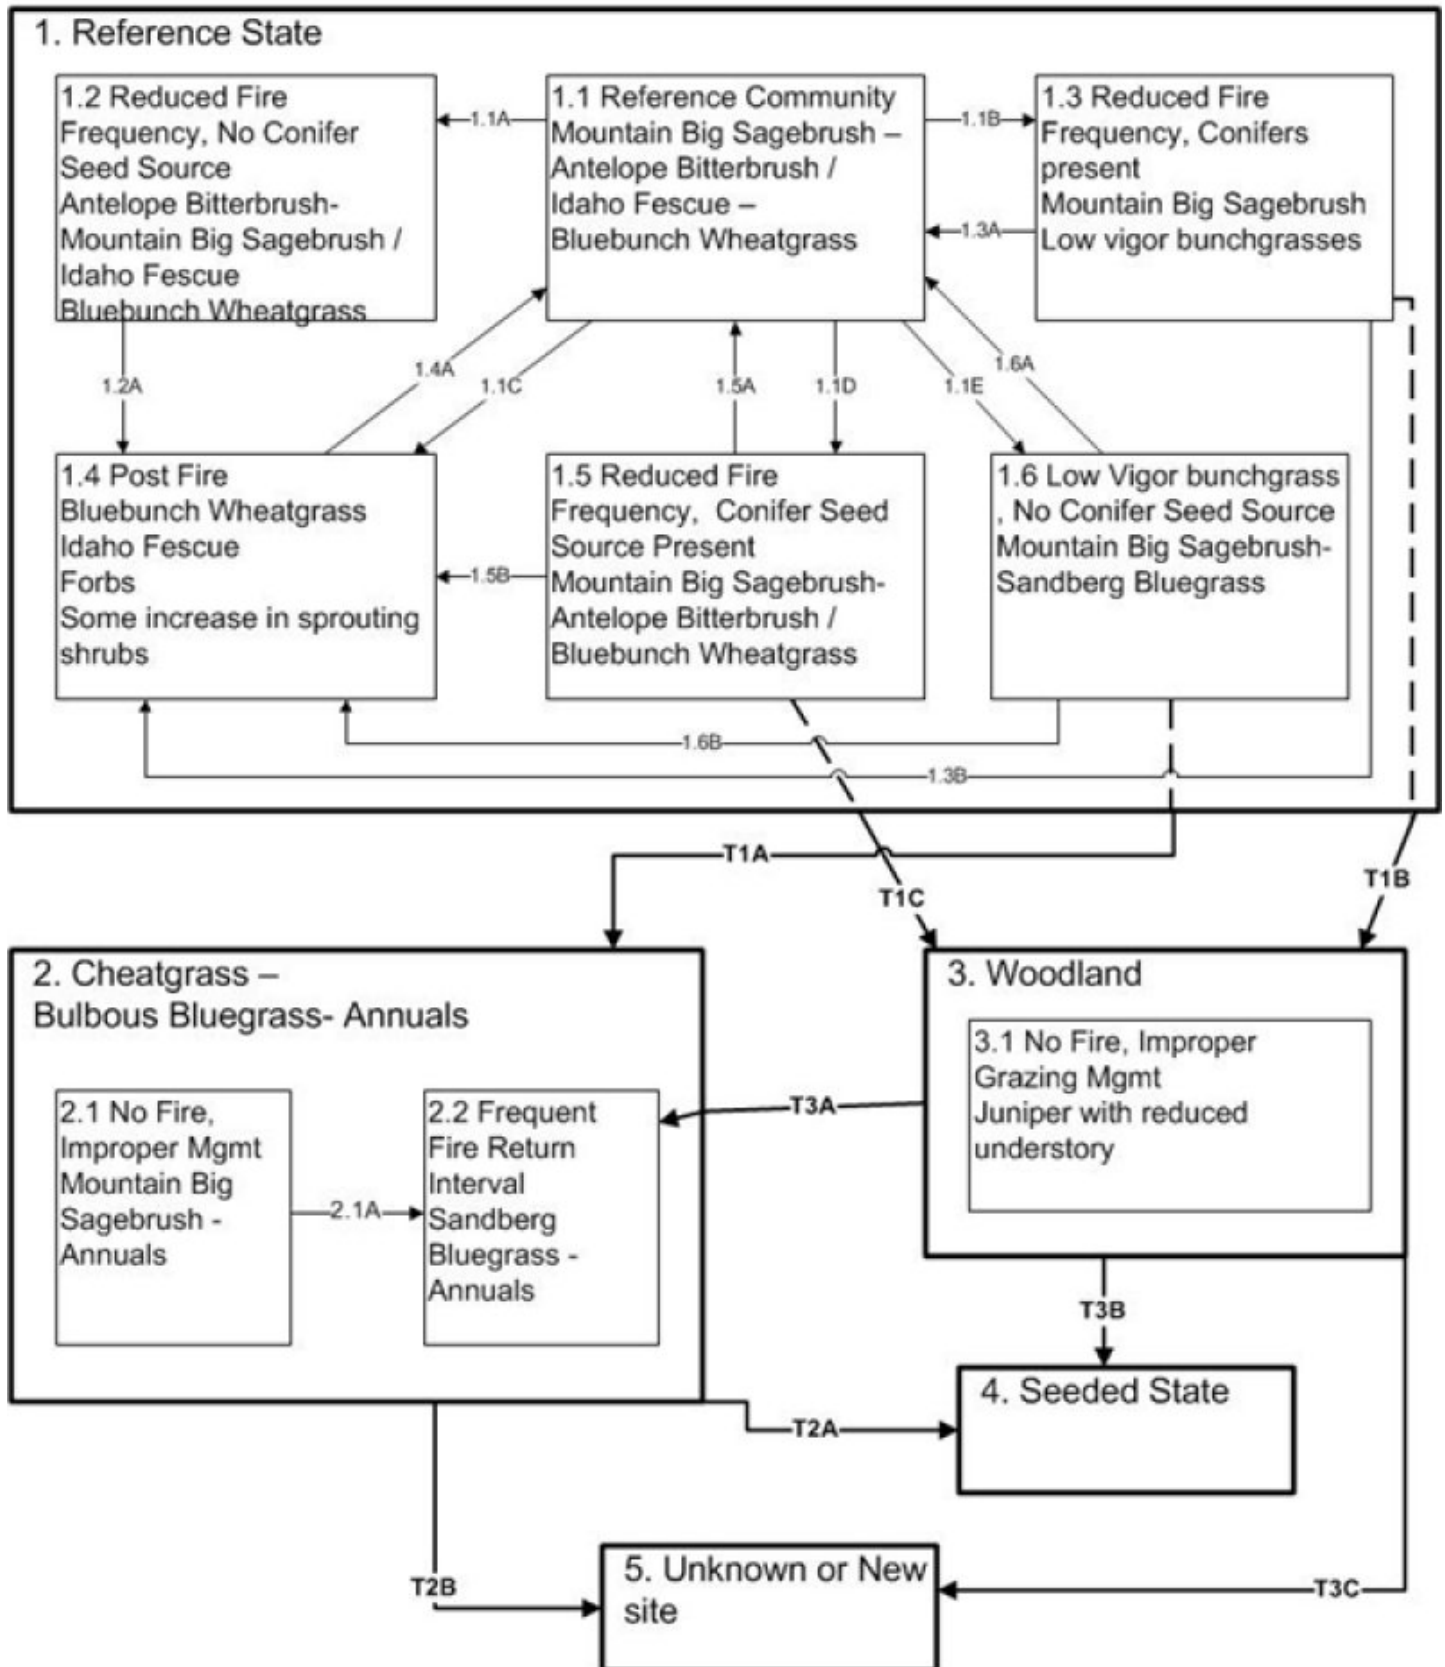 1. Reference State
1.2 Reduced Fire
Frequency, No Conifer
Seed Source
Antelope Bitterbrush-
Mountain Big Sagebrush /
Idaho Fescue
Bluebunch Wheatgrass
1.1A
1.1 Reference Community
Mountain Big Sagebrush –
Antelope Bitterbrush /
Idaho Fescue –
Bluebunch Wheatgrass
1.1B
1.3A
1.3 Reduced Fire
Frequency, Conifers
present
Mountain Big Sagebrush
Low vigor bunchgrasses
1.2A
1.4A
1.1C
1.5A
1.1D
1.1E
1.6A
1.4 Post Fire
Bluebunch Wheatgrass
Idaho Fescue
Forbs
Some increase in sprouting
shrubs
1.5B
1.5 Reduced Fire
Frequency, Conifer Seed
Source Present
Mountain Big Sagebrush-
Antelope Bitterbrush /
Bluebunch Wheatgrass
1.6 Low Vigor bunchgrass
, No Conifer Seed Source
Mountain Big Sagebrush-
Sandberg Bluegrass
1.6B
1.3B
T1A
T1C
T1B
2. Cheatgrass –
Bulbous Bluegrass- Annuals
2.1 No Fire,
Improper Mgmt
Mountain Big
Sagebrush -
Annuals
2.1A
2.2 Frequent
Fire Return
Interval
Sandberg
Bluegrass -
Annuals
T3A
3. Woodland
3.1 No Fire, Improper
Grazing Mgmt
Juniper with reduced
understory
T3B
4. Seeded State
T2A
T2B
5. Unknown or New
site
T3C